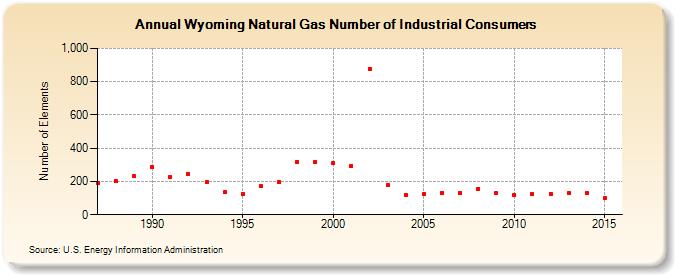 Annual Wyoming Natural Gas Number of Industrial Consumers
Number of Elements
1,000
800
600
400
200
0
1990 1995 2000 2005 2010 2015
Source: U.S. Energy Information Administration